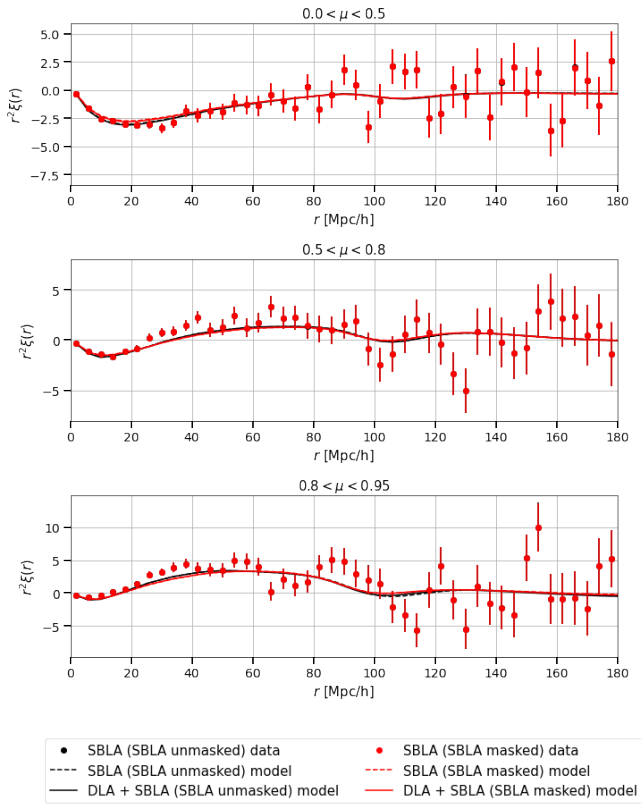 0.0 < μ < 0.5
5.0
2.5
0.0
−2.5
−5.0
−7.5
r²ξ(r)
0 20 40 60 80 100 120 140 160 180
r [Mpc/h]
0.5 < μ < 0.8
5
0
−5
r²ξ(r)
0 20 40 60 80 100 120 140 160 180
r [Mpc/h]
0.8 < μ < 0.95
10
5
0
−5
r²ξ(r)
0 20 40 60 80 100 120 140 160 180
r [Mpc/h]
SBLA (SBLA unmasked) data SBLA (SBLA masked) data
SBLA (SBLA unmasked) model SBLA (SBLA masked) model
DLA + SBLA (SBLA unmasked) model DLA + SBLA (SBLA masked) model